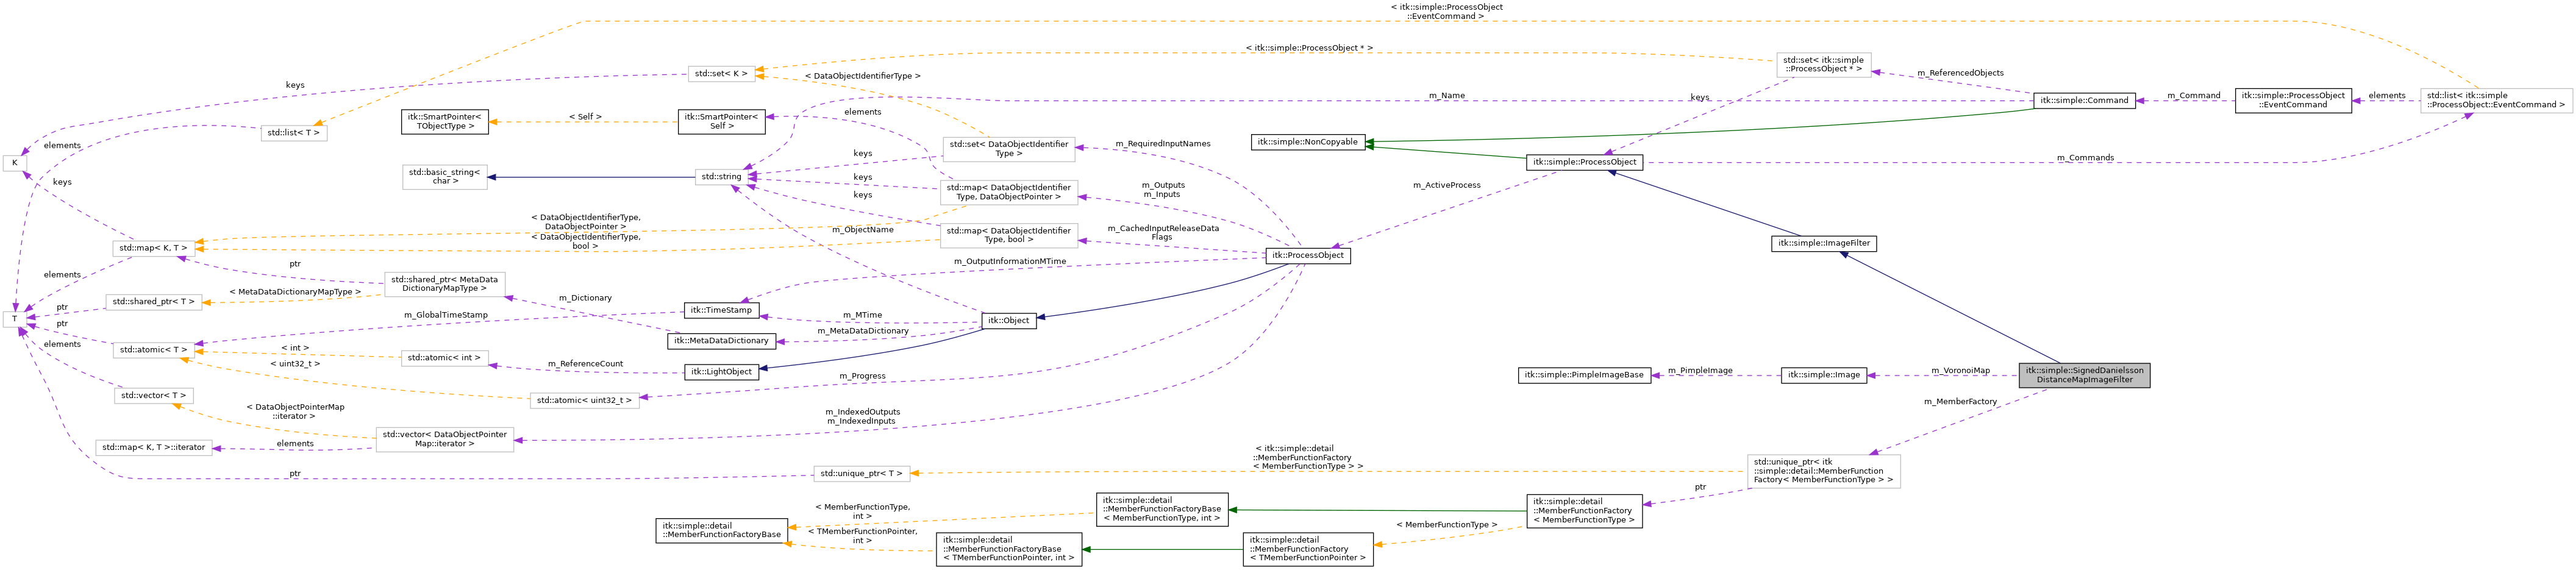 < itk::simple::ProcessObject
::EventCommand >
< itk::simple::ProcessObject * >
std::set< itk::simple
::ProcessObject * >
std::set< K >
< DataObjectIdentifierType >
m_ReferencedObjects
keys
m_Name
keys
itk::simple::Command
m_Command
itk::simple::ProcessObject
::EventCommand
elements
std::list< itk::simple
::ProcessObject::EventCommand >
itk::SmartPointer<
TObjectType >
< Self >
itk::SmartPointer<
Self >
elements
std::list< T >
elements
std::set< DataObjectIdentifier
Type >
m_RequiredInputNames
itk::simple::NonCopyable
keys
K
itk::simple::ProcessObject
m_Commands
std::basic_string<
char >
std::string
keys
std::map< DataObjectIdentifier
Type, DataObjectPointer >
m_Outputs
m_Inputs
m_ActiveProcess
keys
keys
< DataObjectIdentifierType,
DataObjectPointer >
m_ObjectName
std::map< DataObjectIdentifier
Type, bool >
m_CachedInputReleaseData
Flags
< DataObjectIdentifierType,
bool >
std::map< K, T >
itk::simple::ImageFilter
itk::ProcessObject
ptr
m_OutputInformationMTime
elements
std::shared_ptr< MetaData
DictionaryMapType >
< MetaDataDictionaryMapType >
m_Dictionary
std::shared_ptr< T >
ptr
itk::TimeStamp
m_GlobalTimeStamp
m_MTime
T
itk::Object
ptr
m_MetaDataDictionary
itk::MetaDataDictionary
elements
std::atomic< T >
< int >
std::atomic< int >
m_ReferenceCount
< uint32_t >
itk::LightObject
m_Progress
itk::simple::PimpleImageBase
m_PimpleImage
itk::simple::Image
m_VoronoiMap
itk::simple::SignedDanielsson
DistanceMapImageFilter
std::vector< T >
std::atomic< uint32_t >
m_MemberFactory
< DataObjectPointerMap
::iterator >
m_IndexedOutputs
m_IndexedInputs
std::vector< DataObjectPointer
Map::iterator >
std::map< K, T >::iterator
elements
< itk::simple::detail
::MemberFunctionFactory
< MemberFunctionType > >
std::unique_ptr< itk
::simple::detail::MemberFunction
Factory< MemberFunctionType > >
ptr
std::unique_ptr< T >
ptr
itk::simple::detail
::MemberFunctionFactoryBase
< MemberFunctionType, int >
itk::simple::detail
::MemberFunctionFactory
< MemberFunctionType >
< MemberFunctionType,
int >
itk::simple::detail
::MemberFunctionFactoryBase
< TMemberFunctionPointer,
int >
< MemberFunctionType >
itk::simple::detail
::MemberFunctionFactoryBase
< TMemberFunctionPointer, int >
itk::simple::detail
::MemberFunctionFactory
< TMemberFunctionPointer >